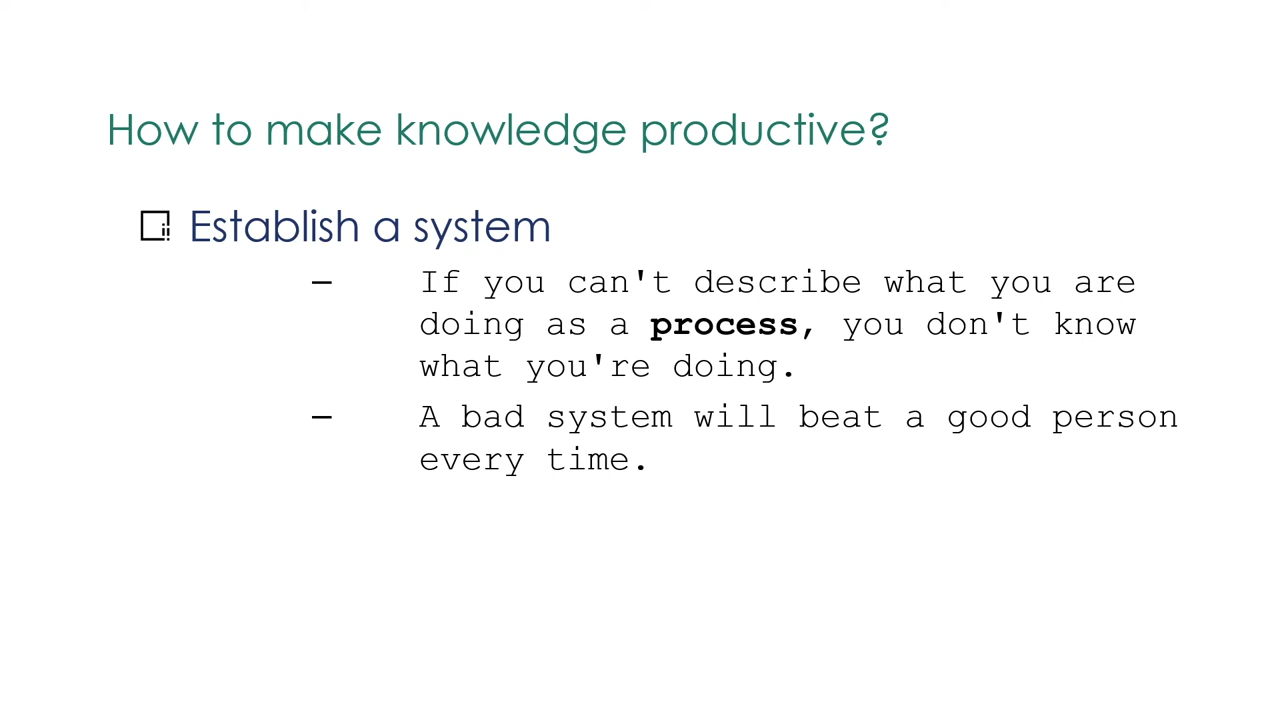 How to make knowledge productive?
Establish a system
– If you can't describe what you are
doing as a process, you don't know
what you're doing.
– A bad system will beat a good person
every time.